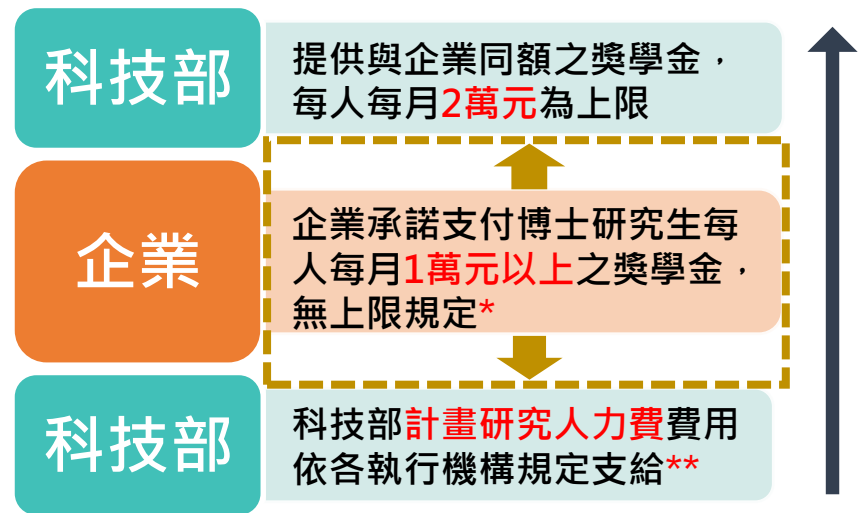 科技部
提供與企業同額之獎學金，
每人每月2萬元為上限
企業
企業承諾支付博士研究生每
人每月1萬元以上之獎學金，
無上限規定*
科技部
科技部計畫研究人力費費用
依各執行機構規定支給**